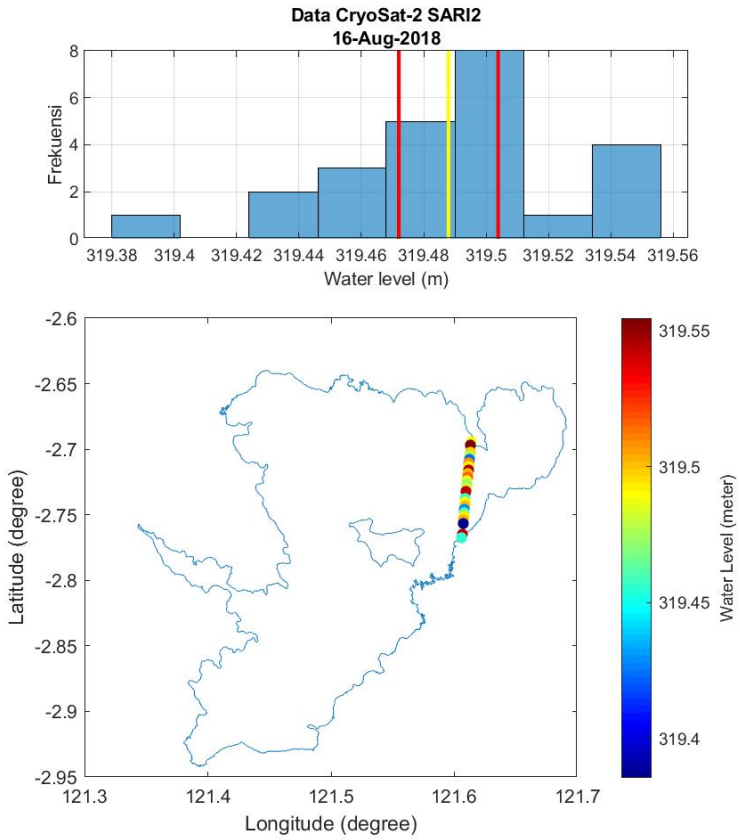 Data CryoSat-2 SARI2
16-Aug-2018
8
6
4
2
0
Frekuensi
319.38 319.4 319.42 319.44 319.46 319.48 319.5 319.52 319.54 319.56
Water level (m)
-2.6
-2.65
-2.7
-2.75
-2.8
-2.85
-2.9
-2.95
Latitude (degree)
121.3 121.4 121.5 121.6 121.7
Longitude (degree)
319.55
319.5
319.45
319.4
Water Level (meter)